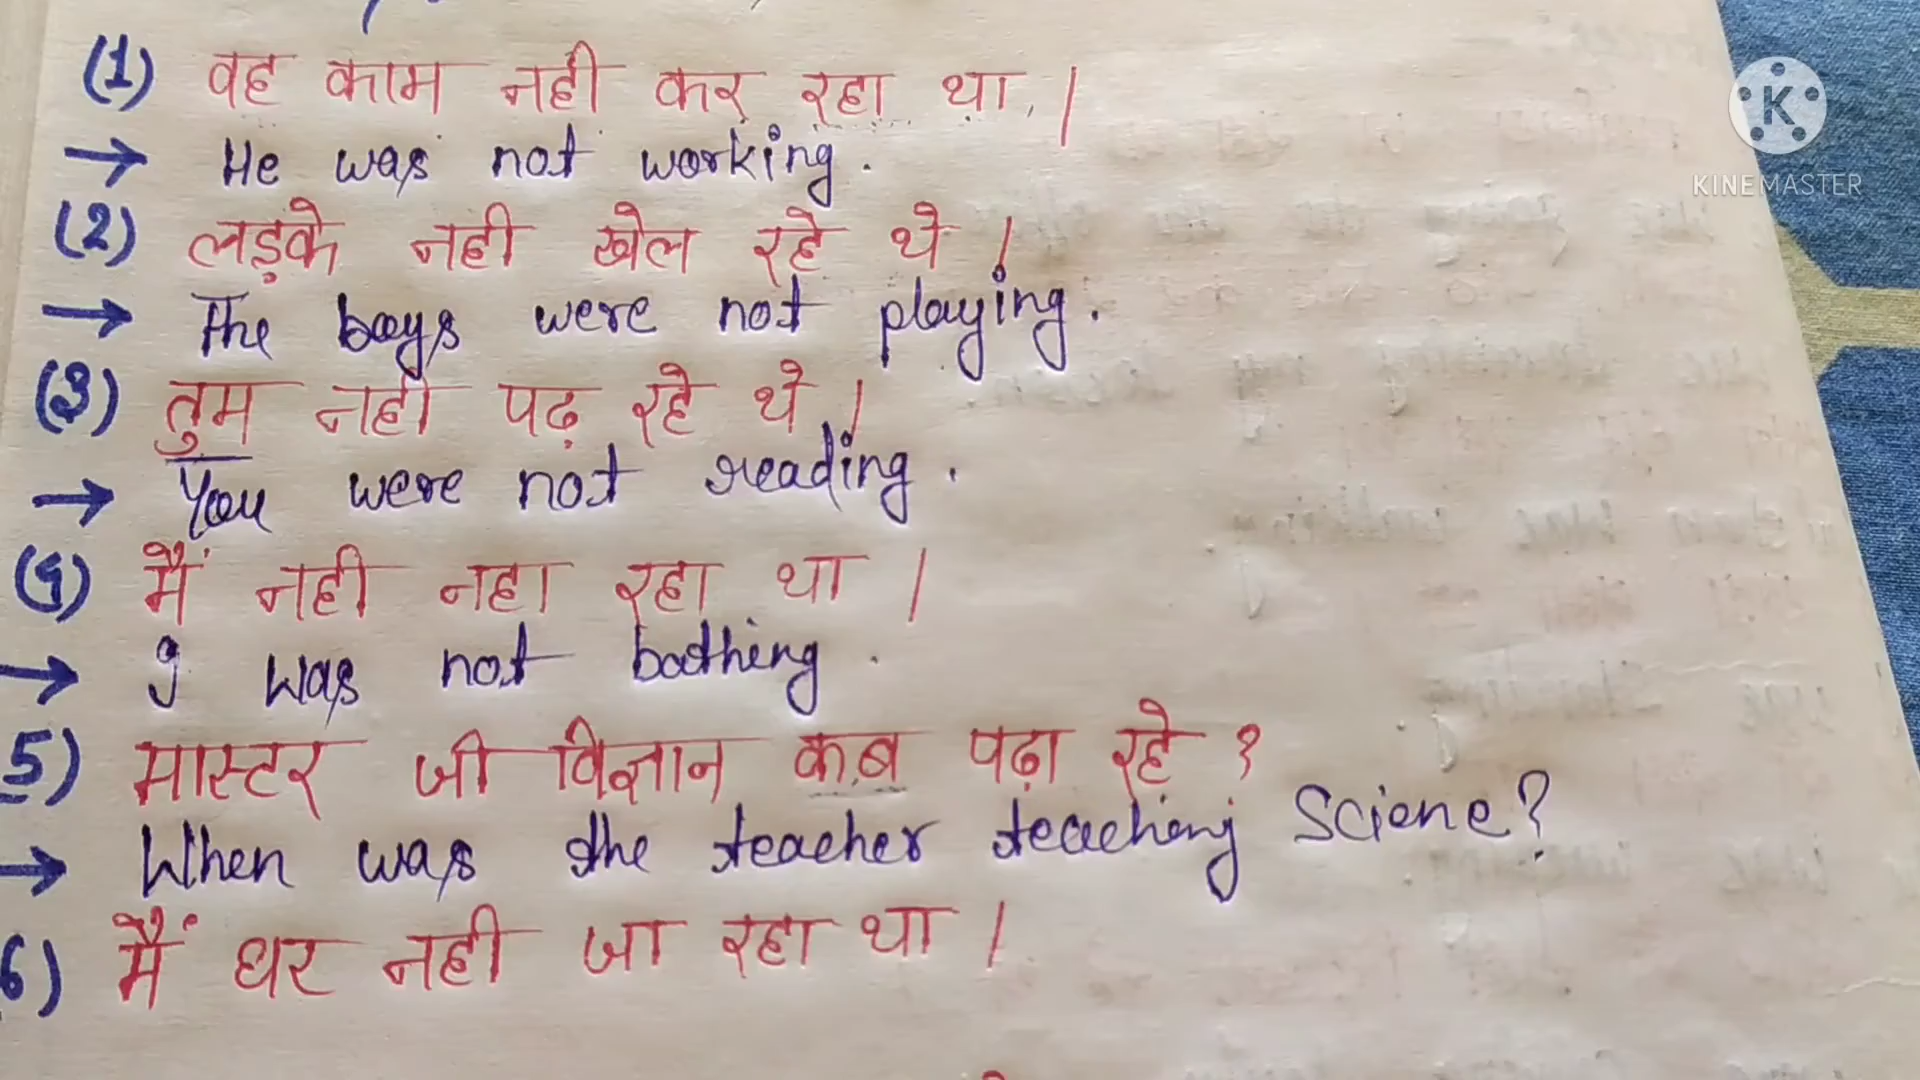 (1) वह काम नही कर रहा था।
→ He was not working.
(2) लड़के नही खेल रहे थे।
→ The boys were not playing.
(3) तुम नही पढ़ रहे थे।
→ You were not reading.
(4) मैं नही नहा रहा था।
→ I was not bathing.
5) मास्टर जी विज्ञान कब पढ़ा रहे ?
→ When was the teacher teaching Sciene?
6) मैं घर नही जा रहा था।
KINEMASTER